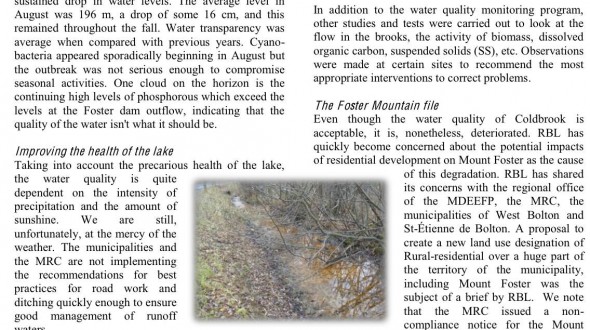 sustained drop in water levels. The average level in
August was 196 m, a drop of some 16 cm, and this
remained throughout the fall. Water transparency was
average when compared with previous years. Cyano-
bacteria appeared sporadically beginning in August but
the outbreak was not serious enough to compromise
seasonal activities. One cloud on the horizon is the
continuing high levels of phosphorous which exceed the
levels at the Foster dam outflow, indicating that the
quality of the water isn't what it should be.
Improving the health of the lake
Taking into account the precarious health of the lake,
the water quality is quite
dependent on the intensity of
precipitation and the amount of
sunshine. We are still,
unfortunately, at the mercy of the
weather. The municipalities and
the MRC are not implementing
the recommendations for best
practices for road work and
ditching quickly enough to ensure
good management of runoff
waters.
In addition to the water quality monitoring program,
other studies and tests were carried out to look at the
flow in the brooks, the activity of biomass, dissolved
organic carbon, suspended solids (SS), etc. Observations
were made at certain sites to recommend the most
appropriate interventions to correct problems.
The Foster Mountain file
Even though the water quality of Coldbrook is
acceptable, it is, nonetheless, deteriorated. RBL has
quickly become concerned about the potential impacts
of residential development on Mount Foster as the cause
of this degradation. RBL has shared
its concerns with the regional office
of the MDEEFP, the MRC, the
municipalities of West Bolton and
St-Étienne de Bolton. A proposal to
create a new land use designation of
Rural-residential over a huge part of
the territory of the municipality,
including Mount Foster was the
subject of a brief by RBL. We note
that the MRC issued a non-
compliance notice for the Mount